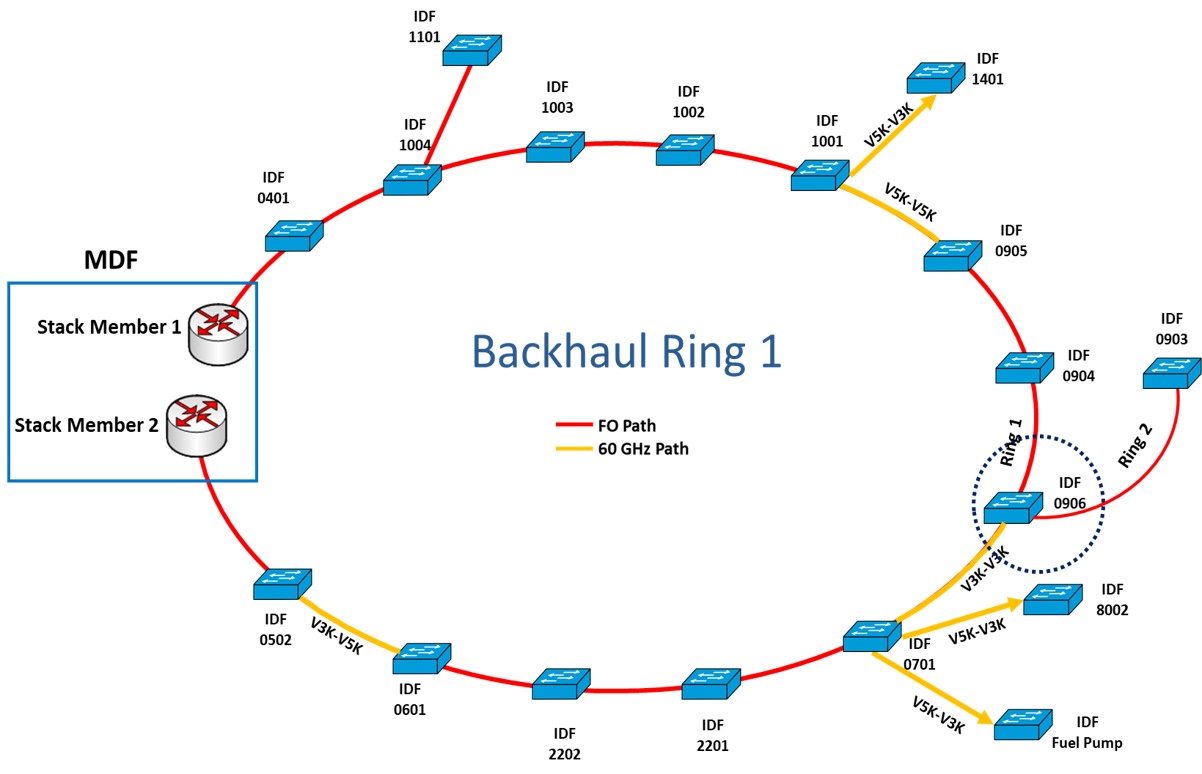 IDF
1101
IDF
1003
IDF
1002
IDF
1001
IDF
1401
V5K-V3K
IDF
1004
IDF
0401
V5K-V5K
IDF
0905
MDF
Stack Member 1
Stack Member 2
Backhaul Ring 1
FO Path
60 GHz Path
IDF
0904
IDF
0903
Ring 1
Ring 2
IDF
0906
V3K-V3K
IDF
8002
V5K-V3K
IDF
0701
V5K-V3K
IDF
Fuel Pump
IDF
0502
V3K-V5K
IDF
0601
IDF
2202
IDF
2201